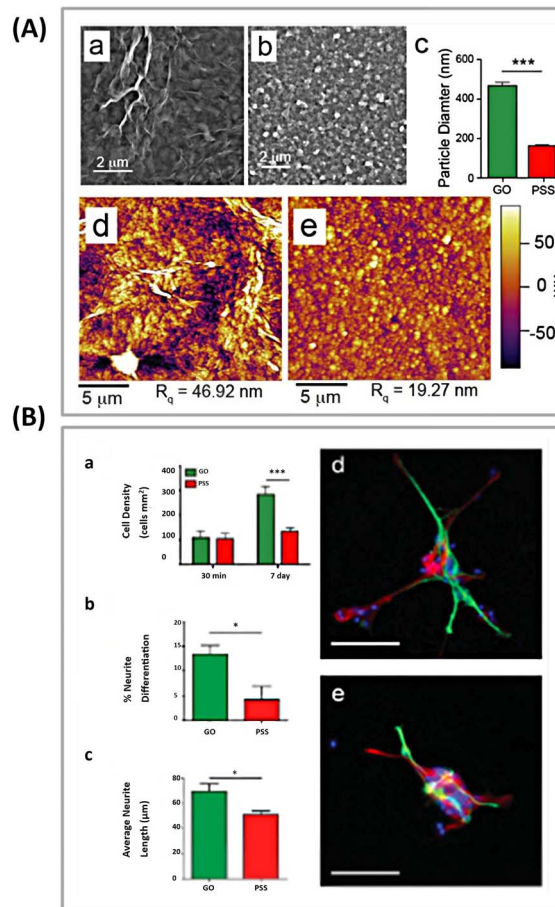 (A)
a
2 µm
b
2 µm
c
Particle Diamter (nm)
600
400
200
0
***
GO
PSS
d
5 µm
Rq = 46.92 nm
e
5 µm
Rq = 19.27 nm
50
0
-50
(B)
a
GO
PSS
Cell Density
(cells mm²)
400
300
200
100
0
***
30 min
7 day
b
% Neurite
Differentiation
20
15
10
5
0
*
GO
PSS
c
Average Neurite
Length (µm)
80
60
40
20
0
*
GO
PSS
d
e